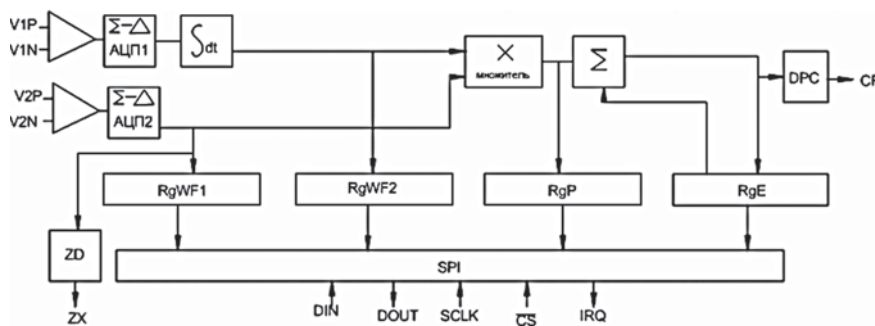 V1P
V1N
Σ-Δ
АЦП1
∫dt
×
множитель
Σ
DPC
CF
V2P
V2N
Σ-Δ
АЦП2
RgWF1
RgWF2
RgP
RgE
ZD
SPI
ZX
DIN
DOUT
SCLK
C̅S̅
IRQ